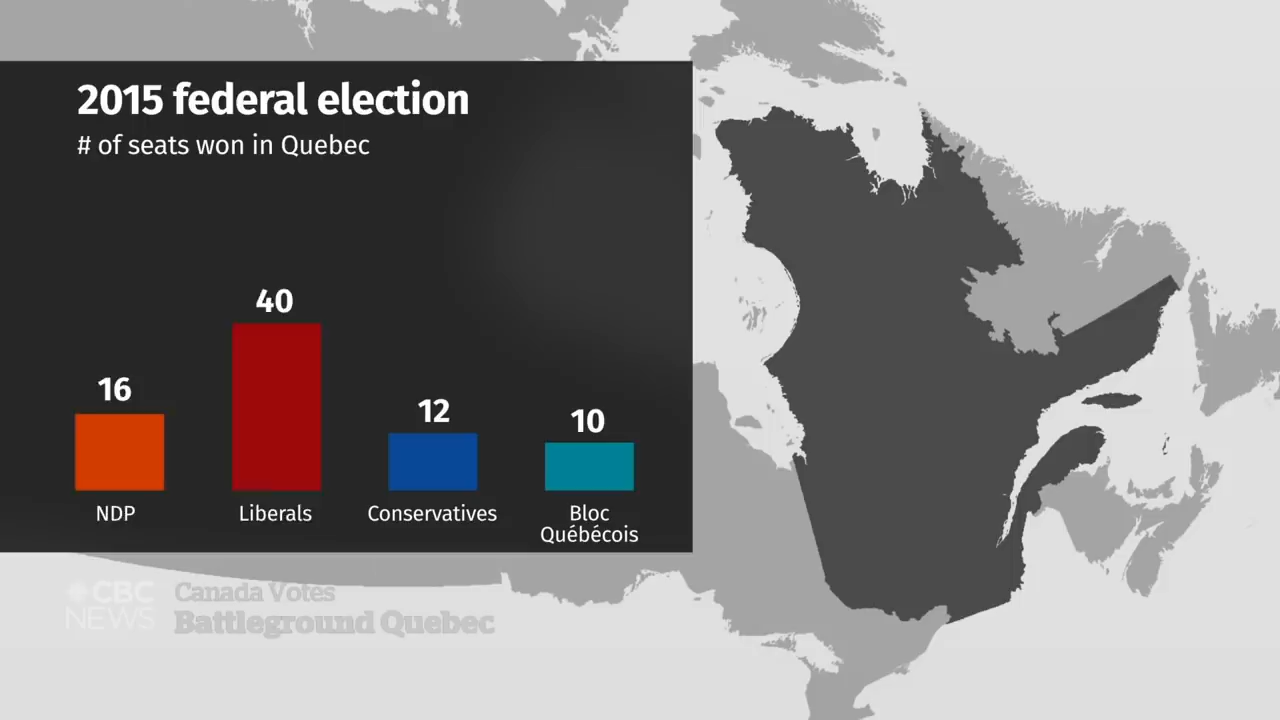 2015 federal election
# of seats won in Quebec
16
40
12
10
NDP
Liberals
Conservatives
Bloc
Québécois
CBC
NEWS
Canada Votes
Battleground Quebec